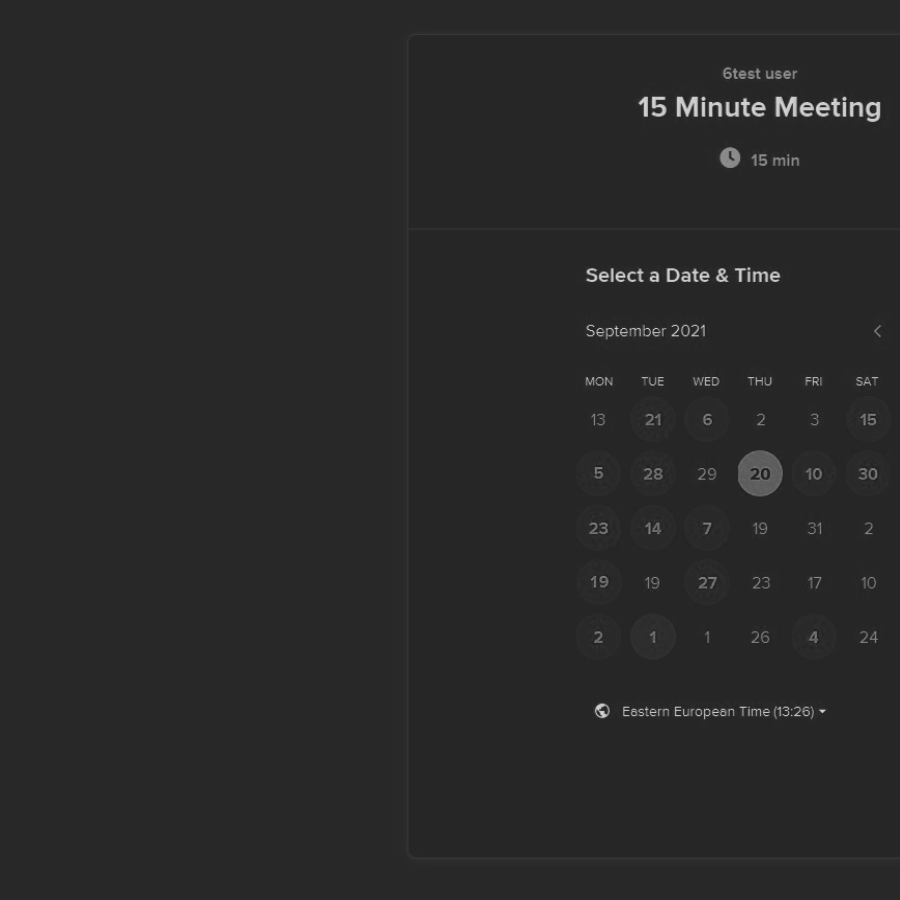 6test user
15 Minute Meeting
15 min
Select a Date & Time
September 2021
MON TUE WED THU FRI SAT
13 21 6 2 3 15
5 28 29 20 10 30
23 14 7 19 31 2
19 19 27 23 17 10
2 1 1 26 4 24
Eastern European Time (13:26)